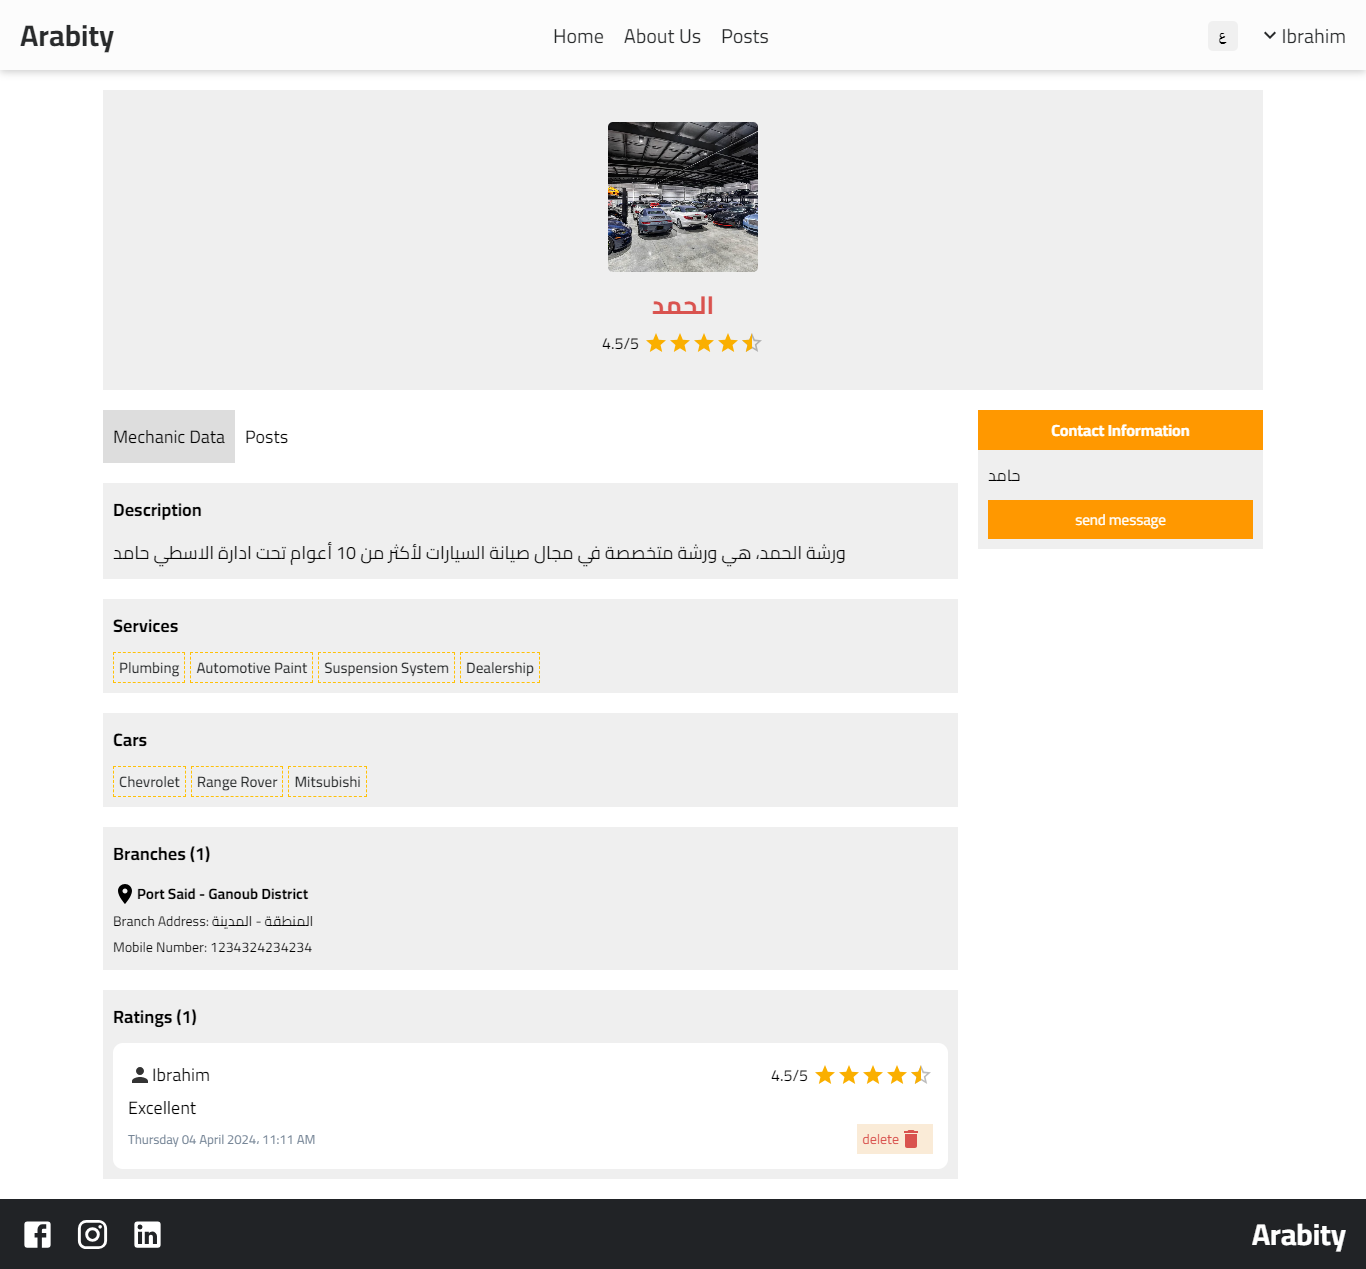 Arabity
Home About Us Posts
ع
Ibrahim
الحمد
4.5/5
Mechanic Data Posts
Contact Information
حامد
send message
Description
ورشة الحمد، هي ورشة متخصصة في مجال صيانة السيارات لأكثر من 10 أعوام تحت ادارة الاسطي حامد
Services
Plumbing Automotive Paint Suspension System Dealership
Cars
Chevrolet Range Rover Mitsubishi
Branches (1)
Port Said - Ganoub District
Branch Address: المنطقة - المدينة
Mobile Number: 1234324234234
Ratings (1)
Ibrahim 4.5/5
Excellent
Thursday 04 April 2024، 11:11 AM
delete
Arabity